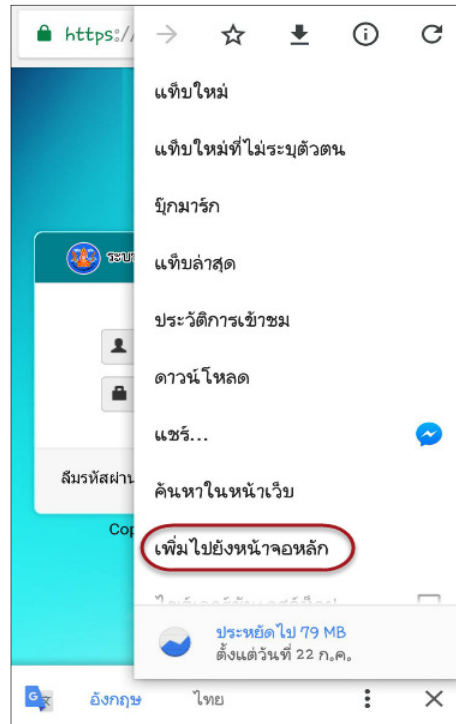 https://
แท็บใหม่
แท็บใหม่ที่ไม่ระบุตัวตน
บุ๊กมาร์ก
แท็บล่าสุด
ประวัติการเข้าชม
ดาวน์โหลด
แชร์...
ค้นหาในหน้าเว็บ
เพิ่มไปยังหน้าจอหลัก
ประหยัดไป 79 MB
ตั้งแต่วันที่ 22 ก.ค.
ลืมรหัสผ่าน
Cop
อังกฤษ ไทย